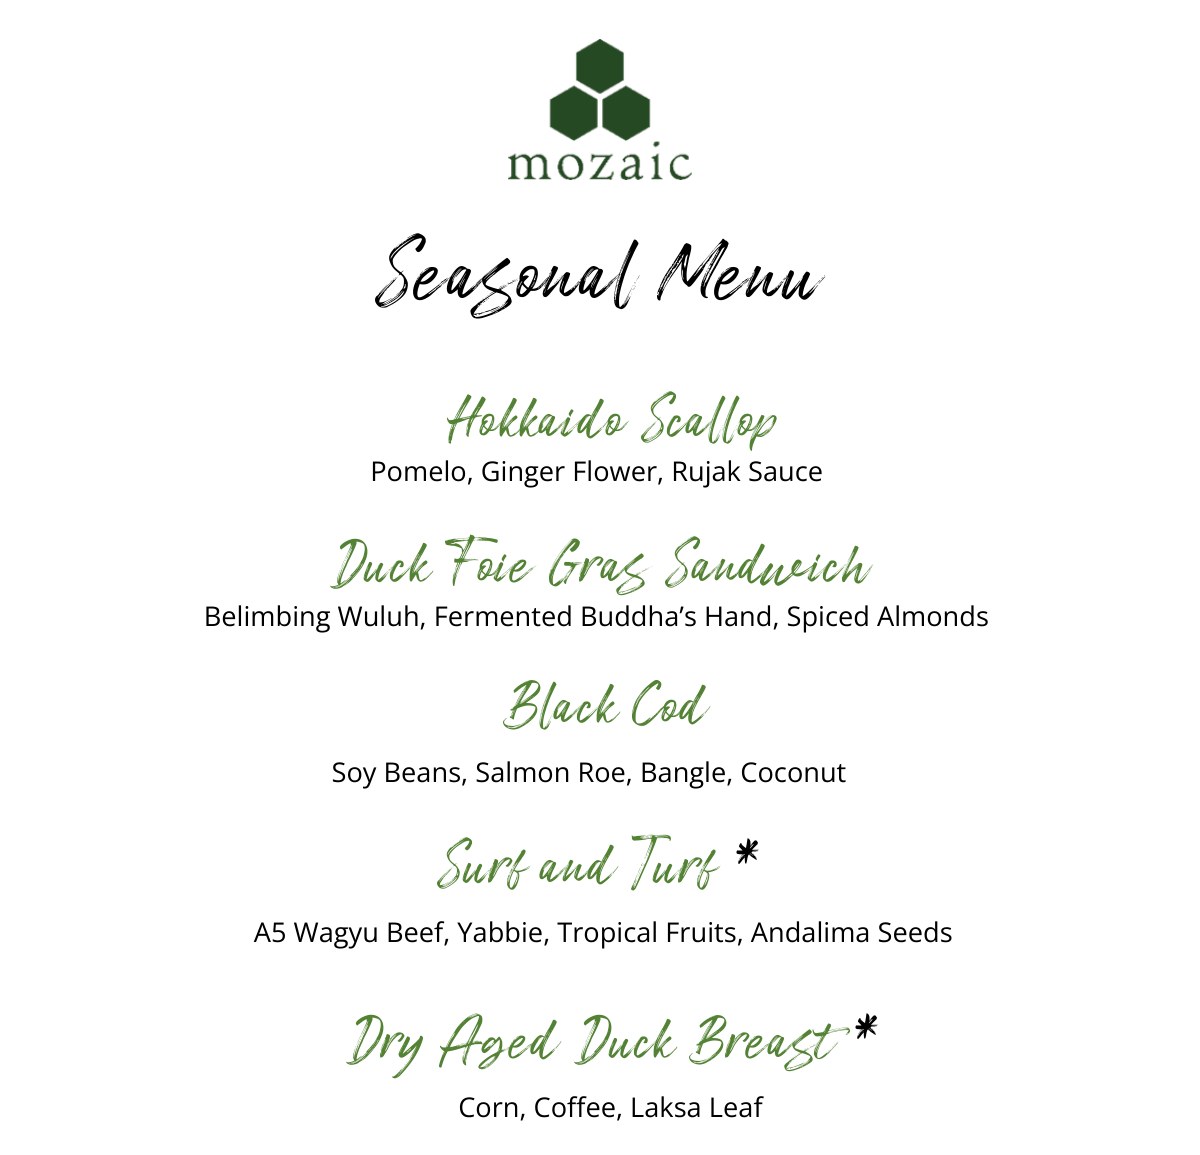 mozaic
Seasonal Menu
Hokkaido Scallop
Pomelo, Ginger Flower, Rujak Sauce
Duck Foie Gras Sandwich
Belimbing Wuluh, Fermented Buddha’s Hand, Spiced Almonds
Black Cod
Soy Beans, Salmon Roe, Bangle, Coconut
Surf and Turf *
A5 Wagyu Beef, Yabbie, Tropical Fruits, Andalima Seeds
Dry Aged Duck Breast *
Corn, Coffee, Laksa Leaf